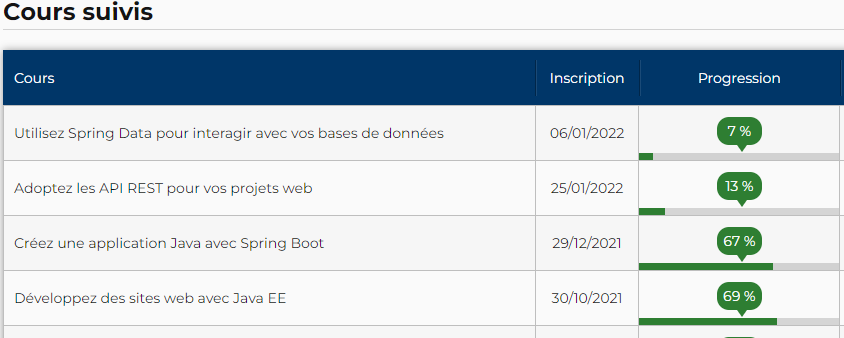 Cours suivis
Cours Inscription Progression
Utilisez Spring Data pour interagir avec vos bases de données 06/01/2022 7 %
Adoptez les API REST pour vos projets web 25/01/2022 13 %
Créez une application Java avec Spring Boot 29/12/2021 67 %
Développez des sites web avec Java EE 30/10/2021 69 %